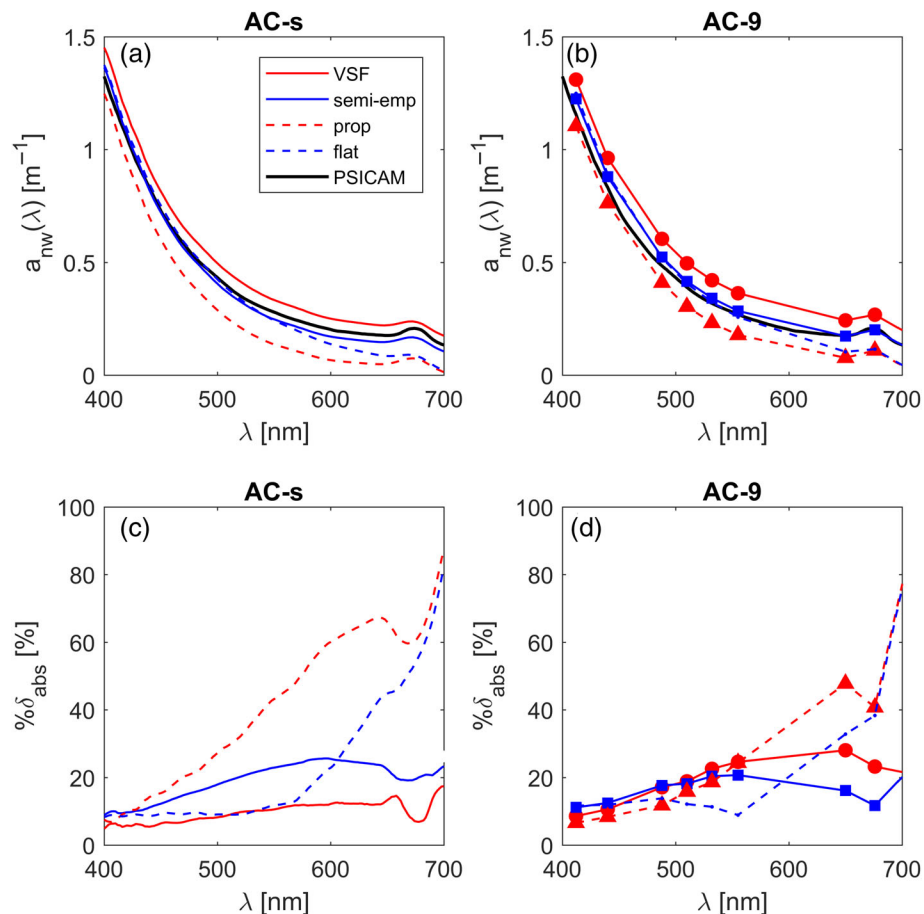 AC-s
(a)
1.5
1
0.5
0
a_nw(λ) [m⁻¹]
VSF
semi-emp
prop
flat
PSICAM
400 500 600 700
λ [nm]
AC-9
(b)
1.5
1
0.5
0
400 500 600 700
λ [nm]
AC-s
(c)
100
80
60
40
20
0
%δ_abs [%]
400 500 600 700
λ [nm]
AC-9
(d)
100
80
60
40
20
0
%δ_abs [%]
400 500 600 700
λ [nm]